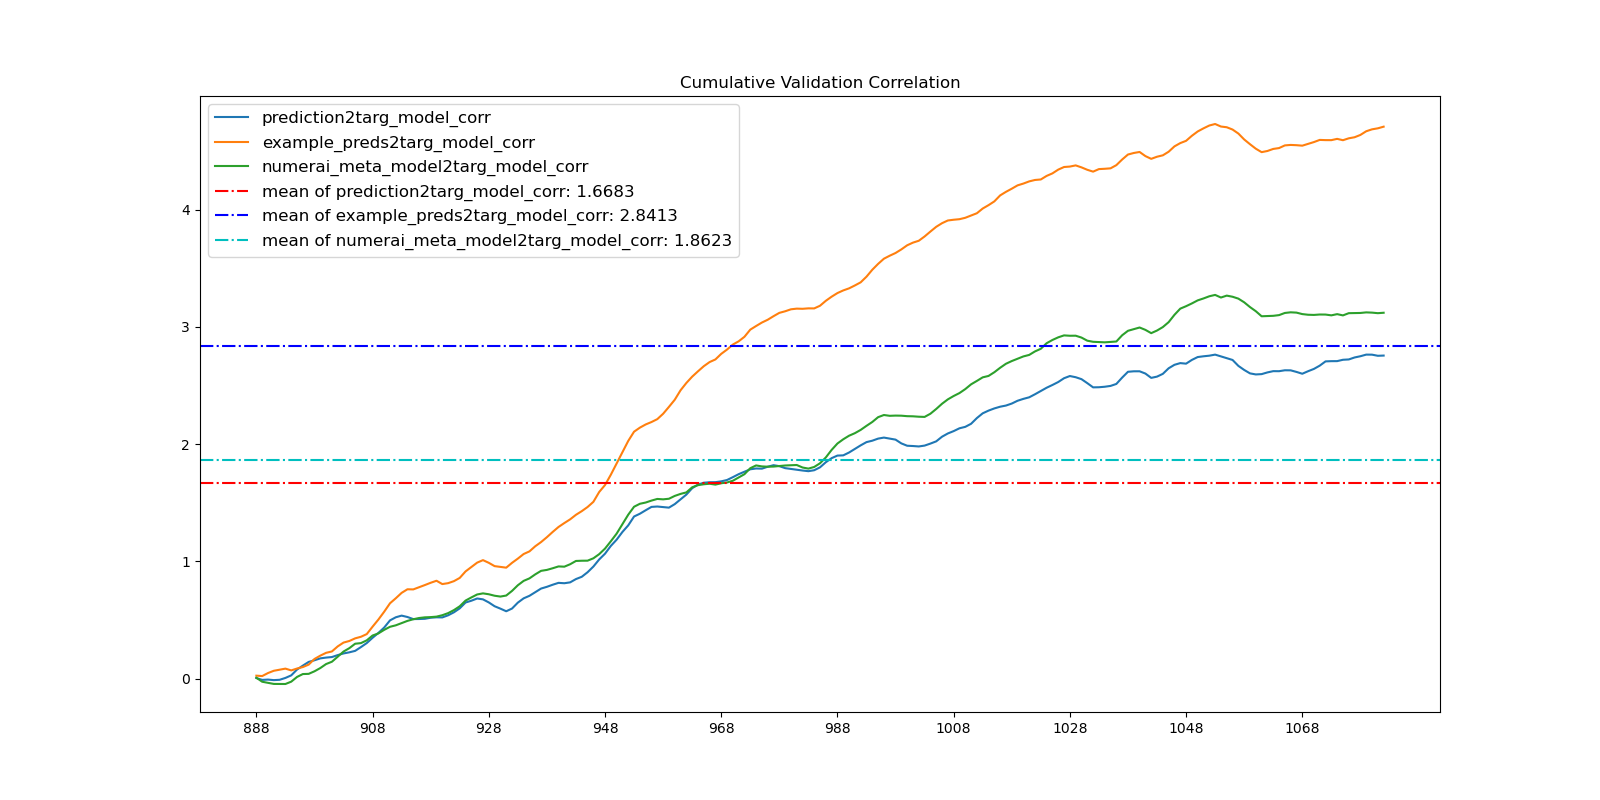 Cumulative Validation Correlation
prediction2targ_model_corr
example_preds2targ_model_corr
numerai_meta_model2targ_model_corr
mean of prediction2targ_model_corr: 1.6683
mean of example_preds2targ_model_corr: 2.8413
mean of numerai_meta_model2targ_model_corr: 1.8623
4
3
2
1
0
888 908 928 948 968 988 1008 1028 1048 1068